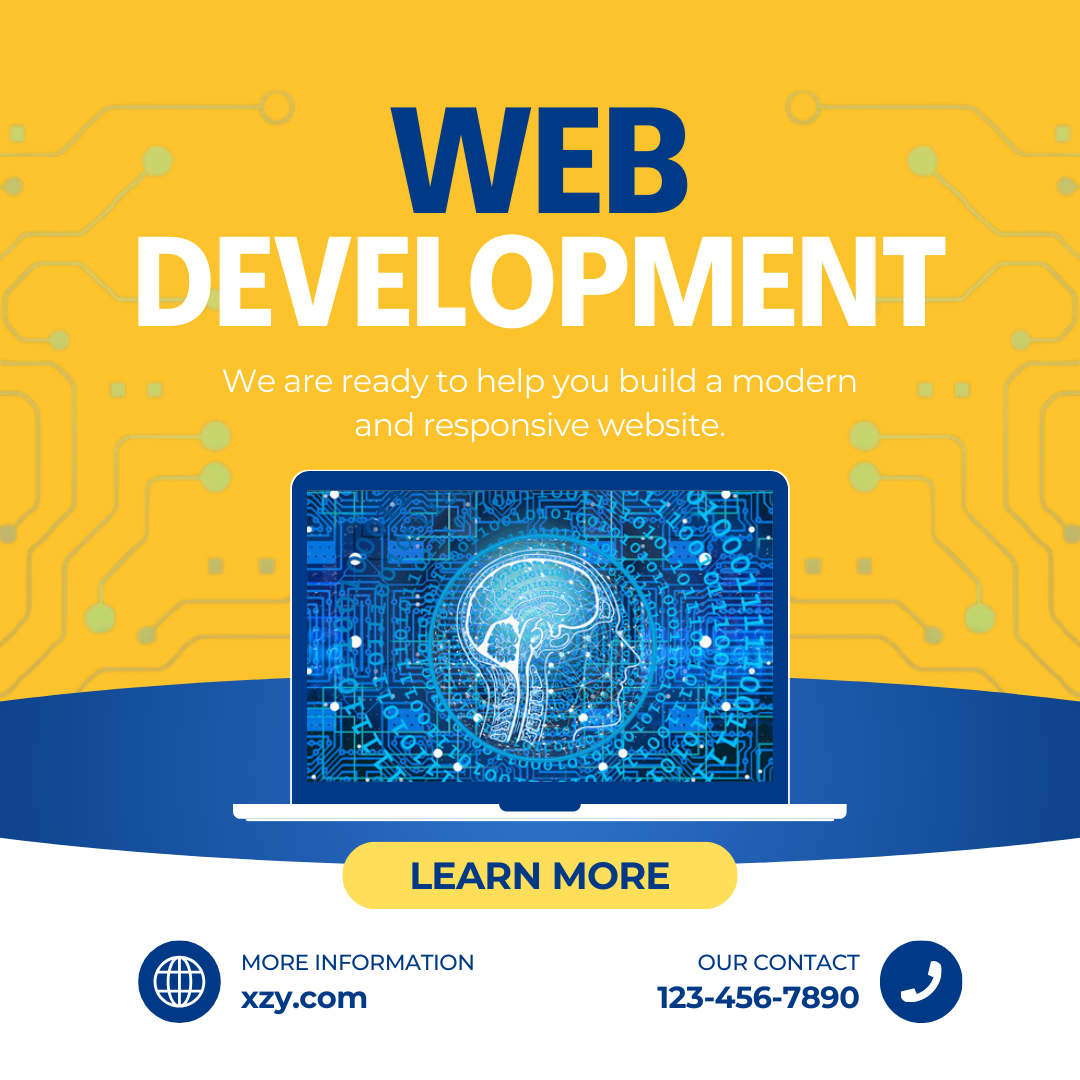 WEB
DEVELOPMENT
We are ready to help you build a modern
and responsive website.
LEARN MORE
MORE INFORMATION
xzy.com
OUR CONTACT
123-456-7890